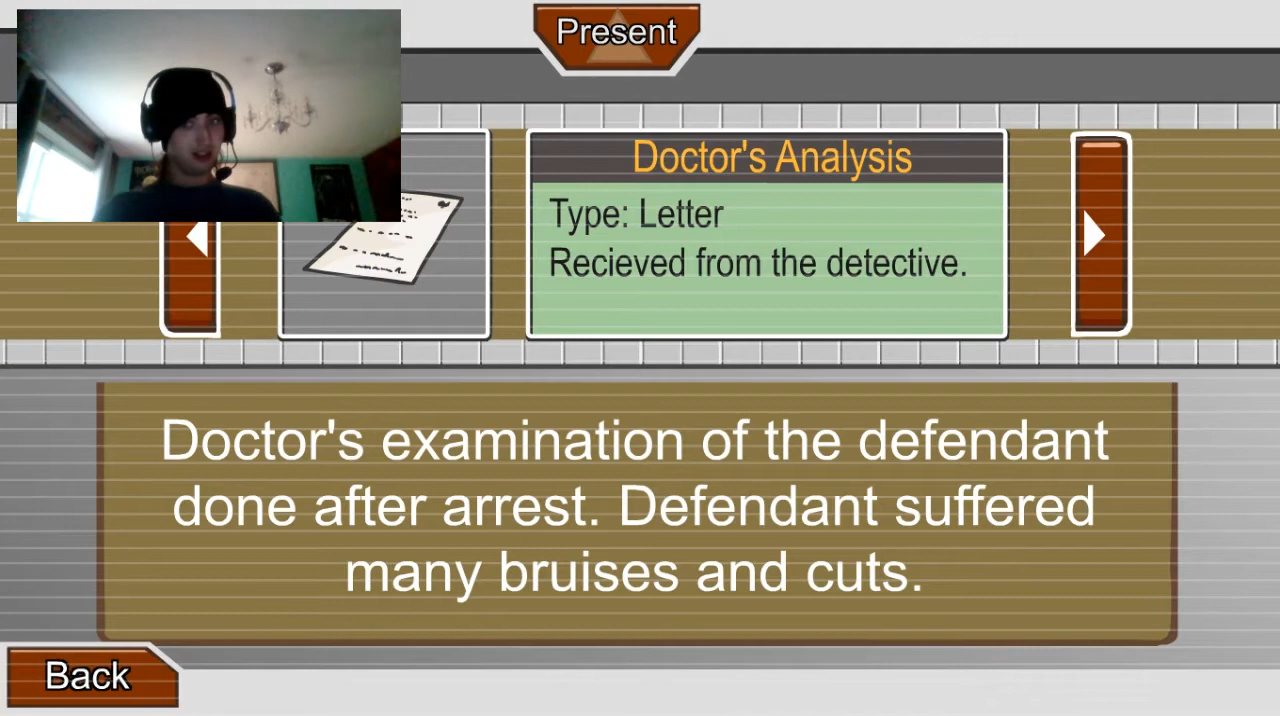 Present
Doctor's Analysis
Type: Letter
Recieved from the detective.
Doctor's examination of the defendant
done after arrest. Defendant suffered
many bruises and cuts.
Back